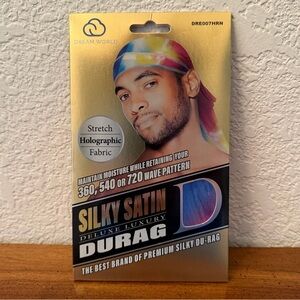 DREAM WORLD
DRE007HRN
Stretch
Holographic
Fabric
MAINTAIN MOISTURE WHILE RETAINING YOUR
360, 540 OR 720 WAVE PATTERN
SILKY SATIN
DELUXE LUXURY
DURAG
D
THE BEST BRAND OF PREMIUM SILKY DU-RAG